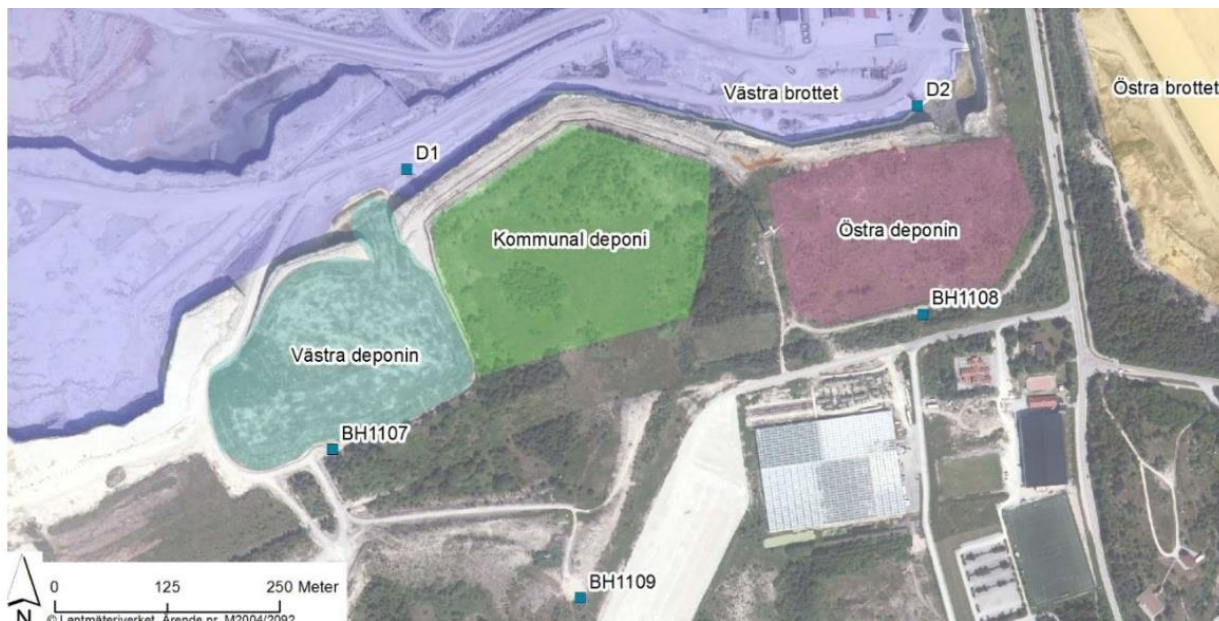 Västra brottet
D2
Östra brottet
D1
Kommunal deponi
Östra deponin
BH1108
Västra deponin
BH1107
BH1109
0 125 250 Meter
N
© Lantmäteriverket, Ärende nr. M2004/2092